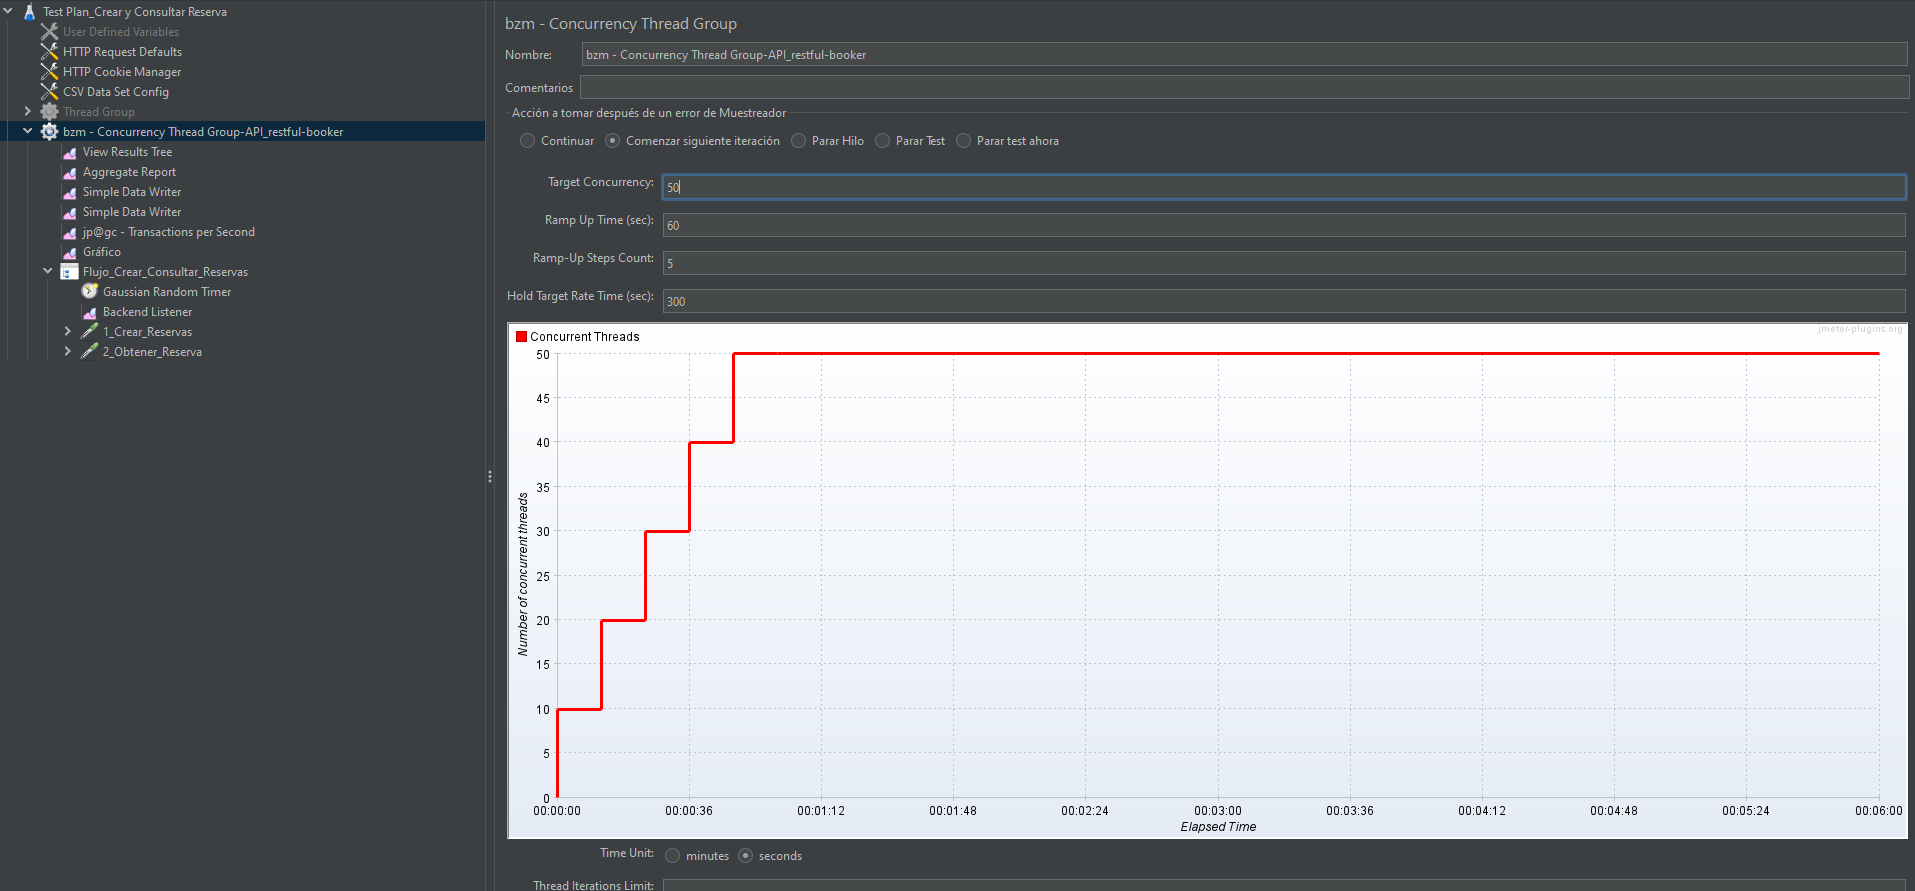 Test Plan_Crear y Consultar Reserva
User Defined Variables
HTTP Request Defaults
HTTP Cookie Manager
CSV Data Set Config
Thread Group
bzm - Concurrency Thread Group-API_restful-booker
View Results Tree
Aggregate Report
Simple Data Writer
Simple Data Writer
jp@gc - Transactions per Second
Gráfico
Flujo_Crear_Consultar_Reservas
Gaussian Random Timer
Backend Listener
1_Crear_Reservas
2_Obtener_Reserva
bzm - Concurrency Thread Group
Nombre: bzm - Concurrency Thread Group-API_restful-booker
Comentarios
Acción a tomar después de un error de Muestreador
Continuar Comenzar siguiente iteración Parar Hilo Parar Test Parar test ahora
Target Concurrency: 50
Ramp Up Time (sec): 60
Ramp-Up Steps Count: 5
Hold Target Rate Time (sec): 300
jmeter-plugins.org
Concurrent Threads
50
45
40
35
30
25
20
15
10
5
0
Number of concurrent threads
00:00:00 00:00:36 00:01:12 00:01:48 00:02:24 00:03:00 00:03:36 00:04:12 00:04:48 00:05:24 00:06:00
Elapsed Time
Time Unit: minutes seconds
Thread Iterations Limit: